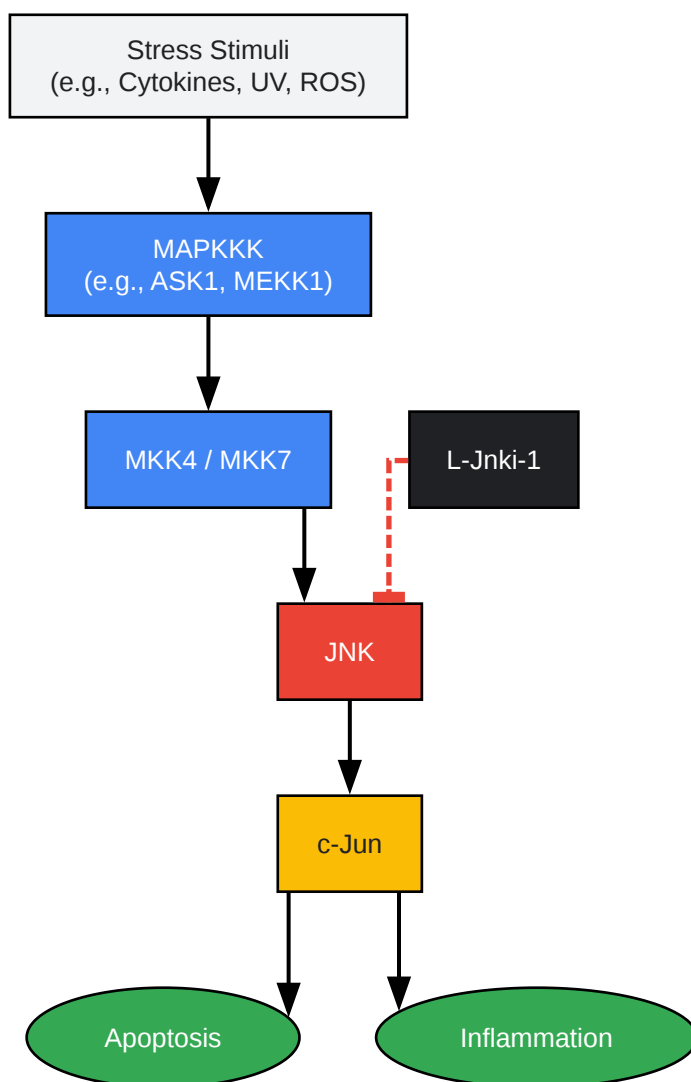 Stress Stimuli
(e.g., Cytokines, UV, ROS)
MAPKKK
(e.g., ASK1, MEKK1)
MKK4 / MKK7
L-Jnki-1
JNK
c-Jun
Apoptosis
Inflammation